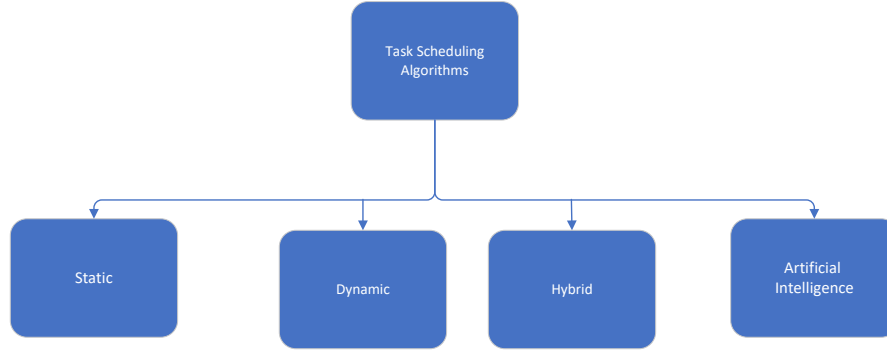 Task Scheduling
Algorithms
Static
Dynamic
Hybrid
Artificial
Intelligence